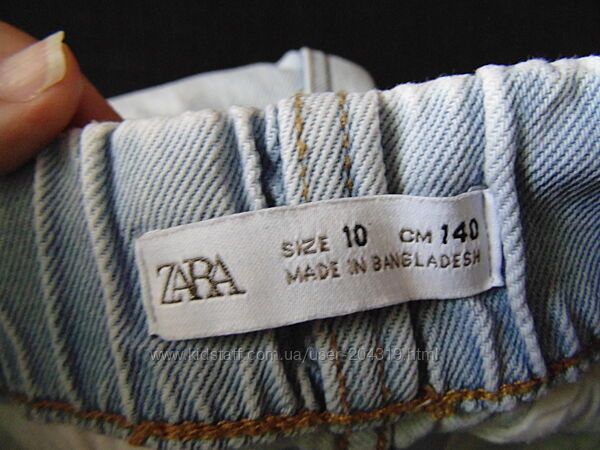 ZARA
SIZE 10 CM 140
MADE IN BANGLADESH
www.kidstaff.com.ua/user-204319.html